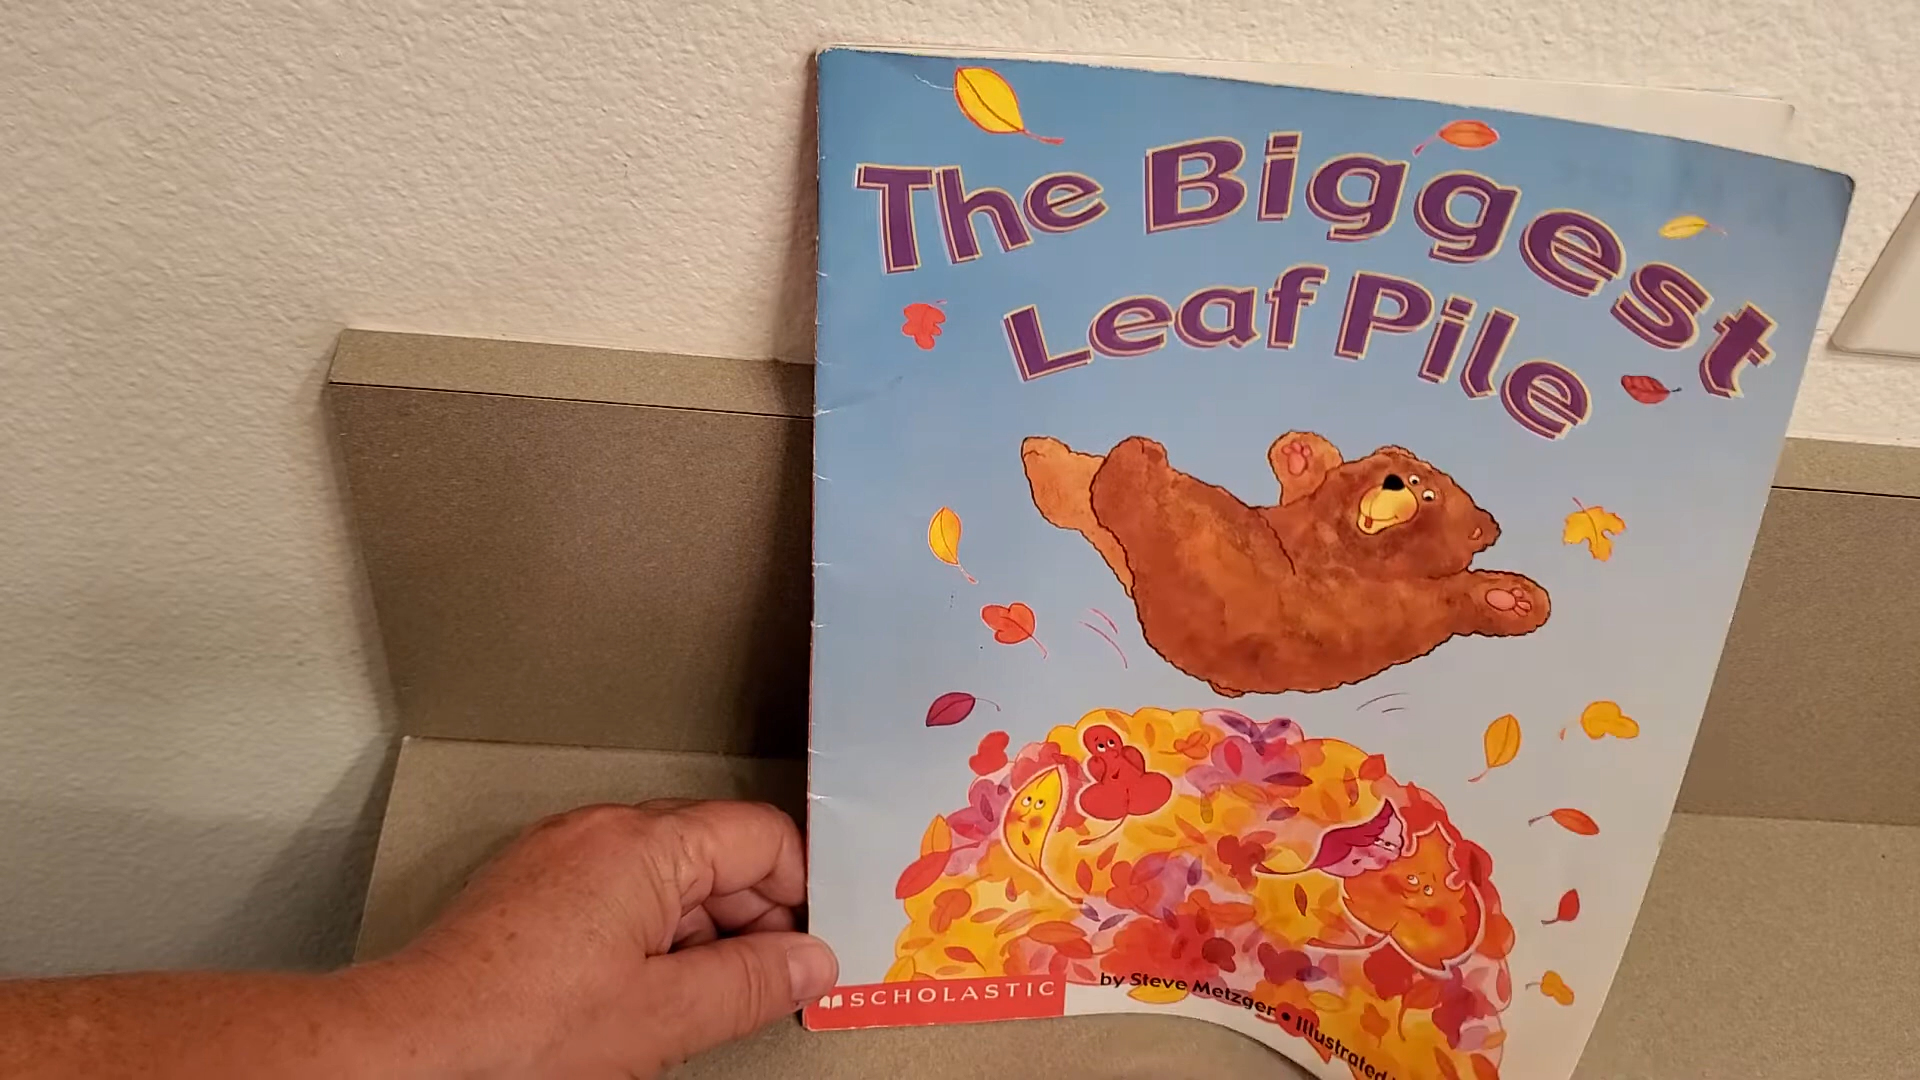 The Biggest
Leaf Pile
SCHOLASTIC
by Steve Metzger • Illustrated